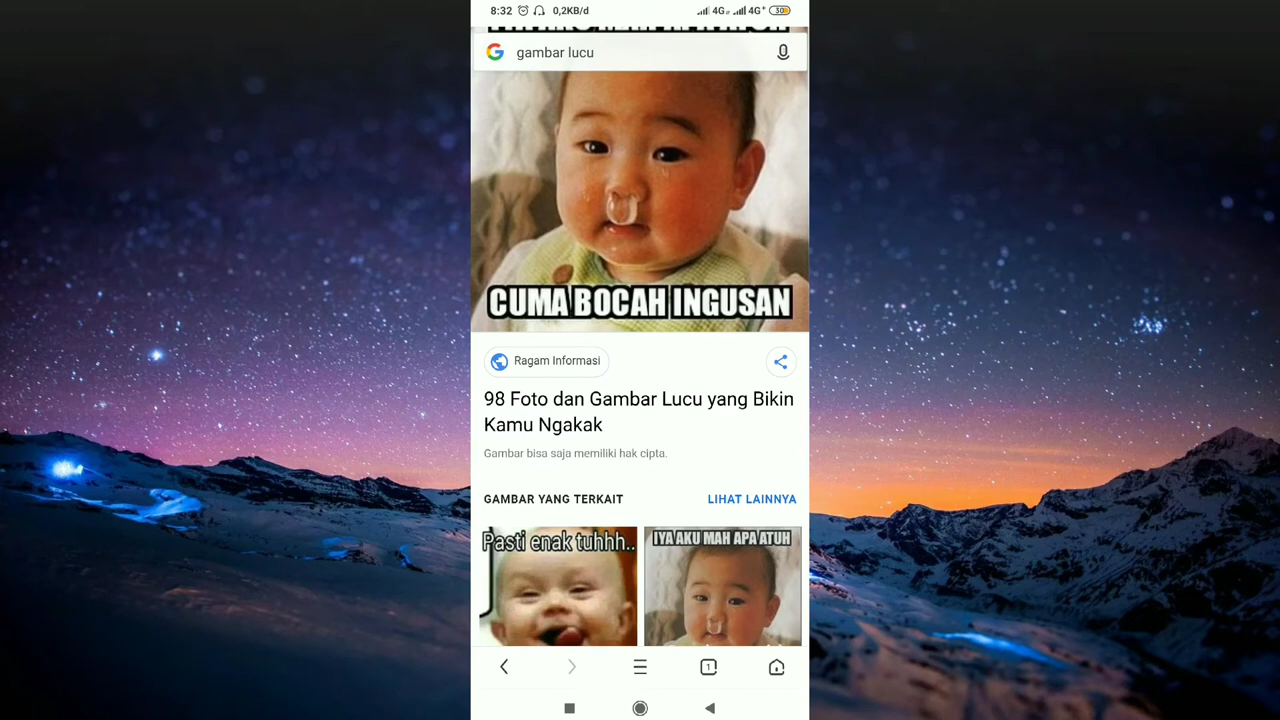 8:32 0,2KB/d 4G 4G+ 30
gambar lucu
CUMA BOCAH INGUSAN
Ragam Informasi
98 Foto dan Gambar Lucu yang Bikin
Kamu Ngakak
Gambar bisa saja memiliki hak cipta.
GAMBAR YANG TERKAIT LIHAT LAINNYA
Pasti enak tuhhh..
IYA AKU MAH APA ATUH
1